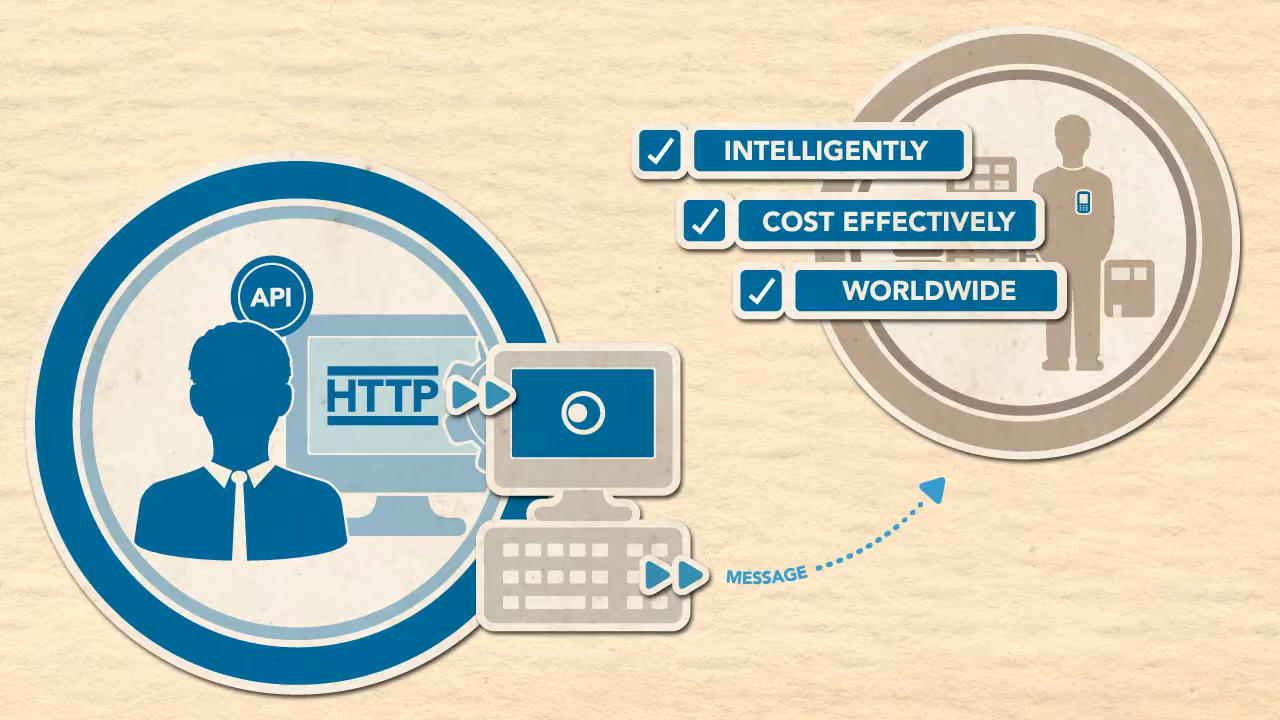 INTELLIGENTLY
COST EFFECTIVELY
WORLDWIDE
API
HTTP
MESSAGE